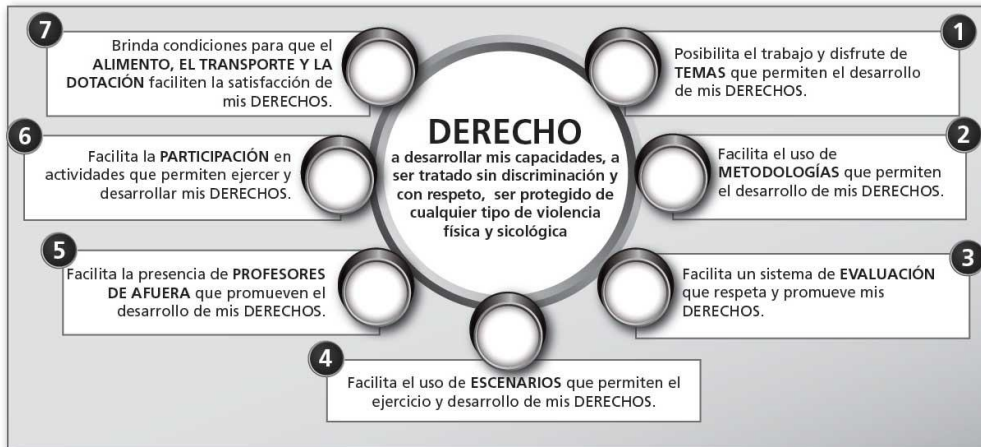 DERECHO
a desarrollar mis capacidades, a
ser tratado sin discriminación y
con respeto, ser protegido de
cualquier tipo de violencia
física y sicológica
1
Posibilita el trabajo y disfrute de
TEMAS que permiten el desarrollo
de mis DERECHOS.
2
Facilita el uso de
METODOLOGÍAS que permiten
el desarrollo de mis DERECHOS.
3
Facilita un sistema de EVALUACIÓN
que respeta y promueve mis
DERECHOS.
4
Facilita el uso de ESCENARIOS que permiten el
ejercicio y desarrollo de mis DERECHOS.
5
Facilita la presencia de PROFESORES
DE AFUERA que promueven el
desarrollo de mis DERECHOS.
6
Facilita la PARTICIPACIÓN en
actividades que permiten ejercer y
desarrollar mis DERECHOS.
7
Brinda condiciones para que el
ALIMENTO, EL TRANSPORTE Y LA
DOTACIÓN faciliten la satisfacción de
mis DERECHOS.